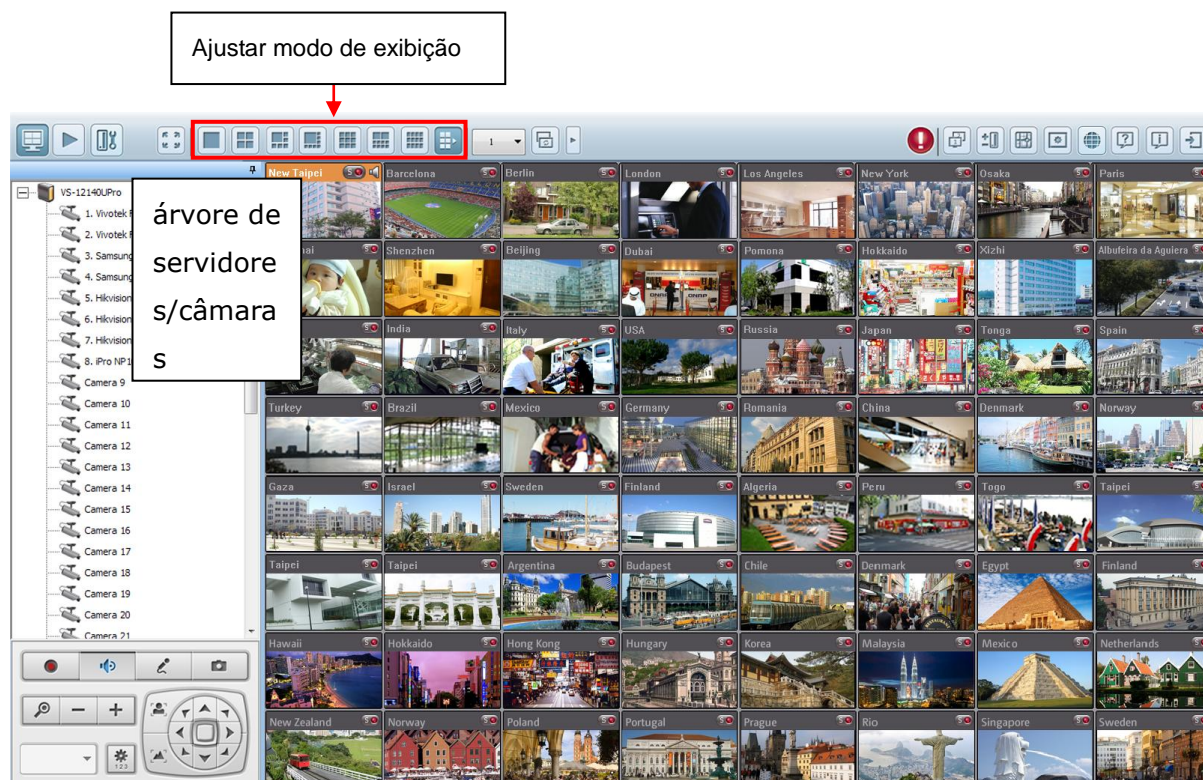 Ajustar modo de exibição
1
VS-12140UPro
1. Vivotek
2. Vivotek
3. Samsung
4. Samsung
5. Hikvision
6. Hikvision
7. Hikvision
8. iPro NP1
Camera 9
Camera 10
Camera 11
Camera 12
Camera 13
Camera 14
Camera 15
Camera 16
Camera 17
Camera 18
Camera 19
Camera 20
Camera 21
árvore de
servidore
s/câmara
s
New Taipei Barcelona Berlin London Los Angeles New York Osaka Paris
Shenzhen Beijing Dubai Pomona Hokkaido Xizhi Albufeira da Aguiera
India Italy USA Russia Japan Tonga Spain
Turkey Brazil Mexico Germany Romania China Denmark Norway
Gaza Israel Sweden Finland Algeria Peru Togo Taipei
Taipei Taipei Argentina Budapest Chile Denmark Egypt Finland
Hawaii Hokkaido Hong Kong Hungary Korea Malaysia Mexico Netherlands
New Zealand Norway Poland Portugal Prague Rio Singapore Sweden
1 2 3